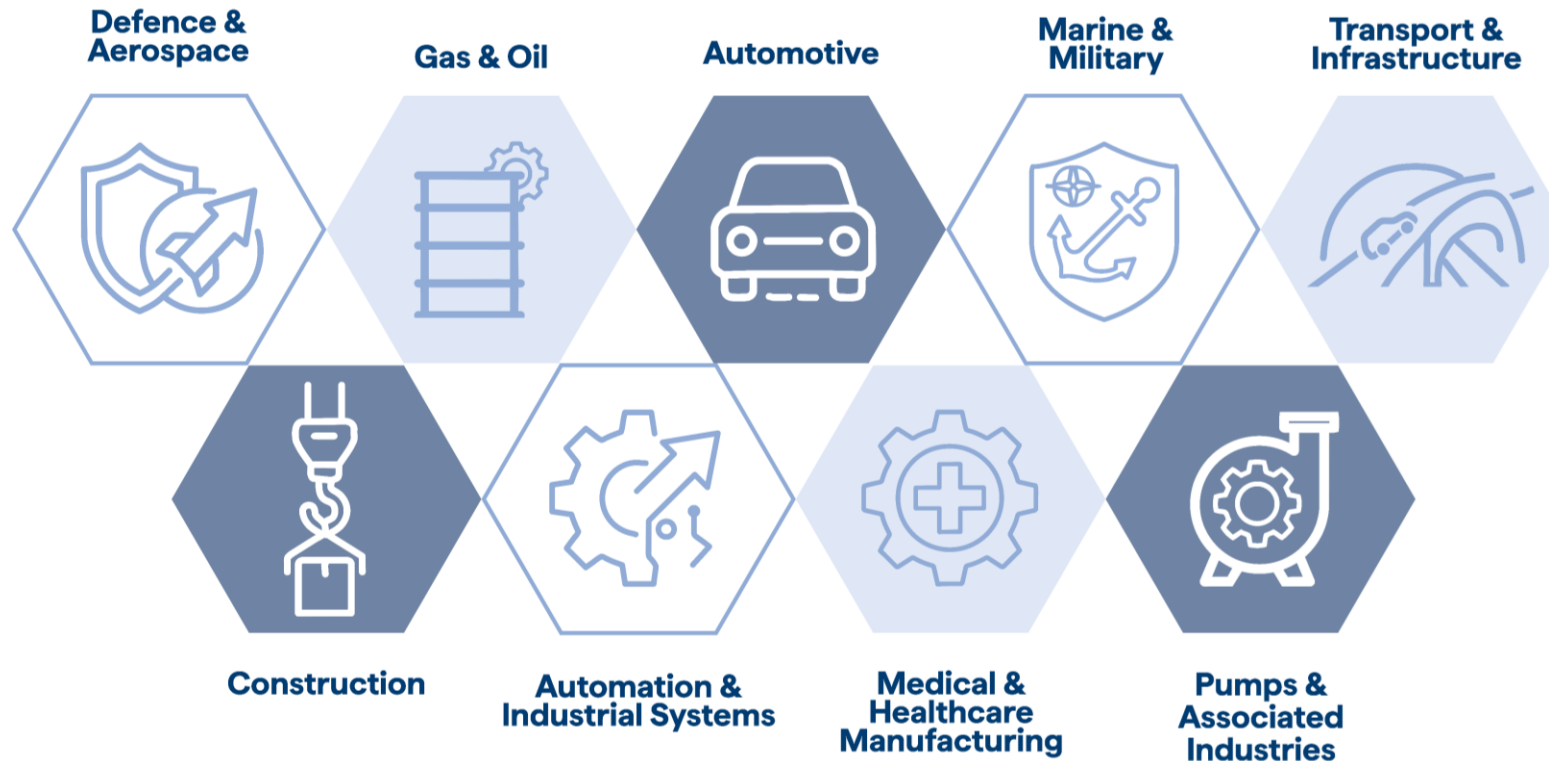 Defence &
Aerospace
Gas & Oil
Automotive
Marine &
Military
Transport &
Infrastructure
Construction
Automation &
Industrial Systems
Medical &
Healthcare
Manufacturing
Pumps &
Associated
Industries